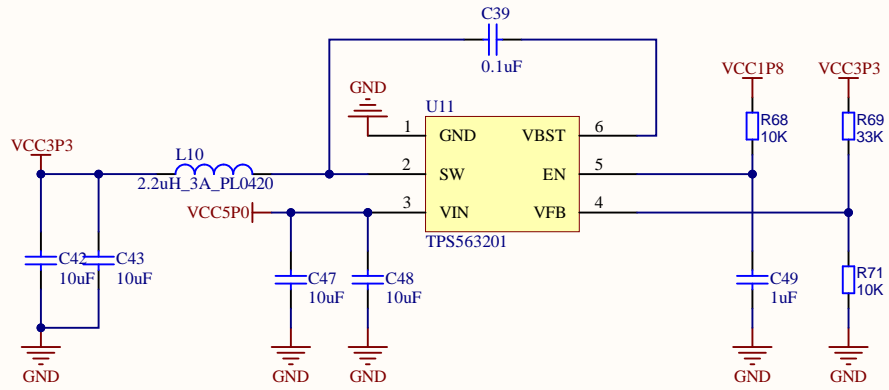 C39
0.1uF
VCC1P8
VCC3P3
GND
U11
R68
10K
R69
33K
1
GND
VBST
6
VCC3P3
L10
2.2uH_3A_PL0420
2
SW
EN
5
VCC5P0
3
VIN
VFB
4
TPS563201
C42
10uF
C43
10uF
C47
10uF
C48
10uF
C49
1uF
R71
10K
GND
GND
GND
GND
GND